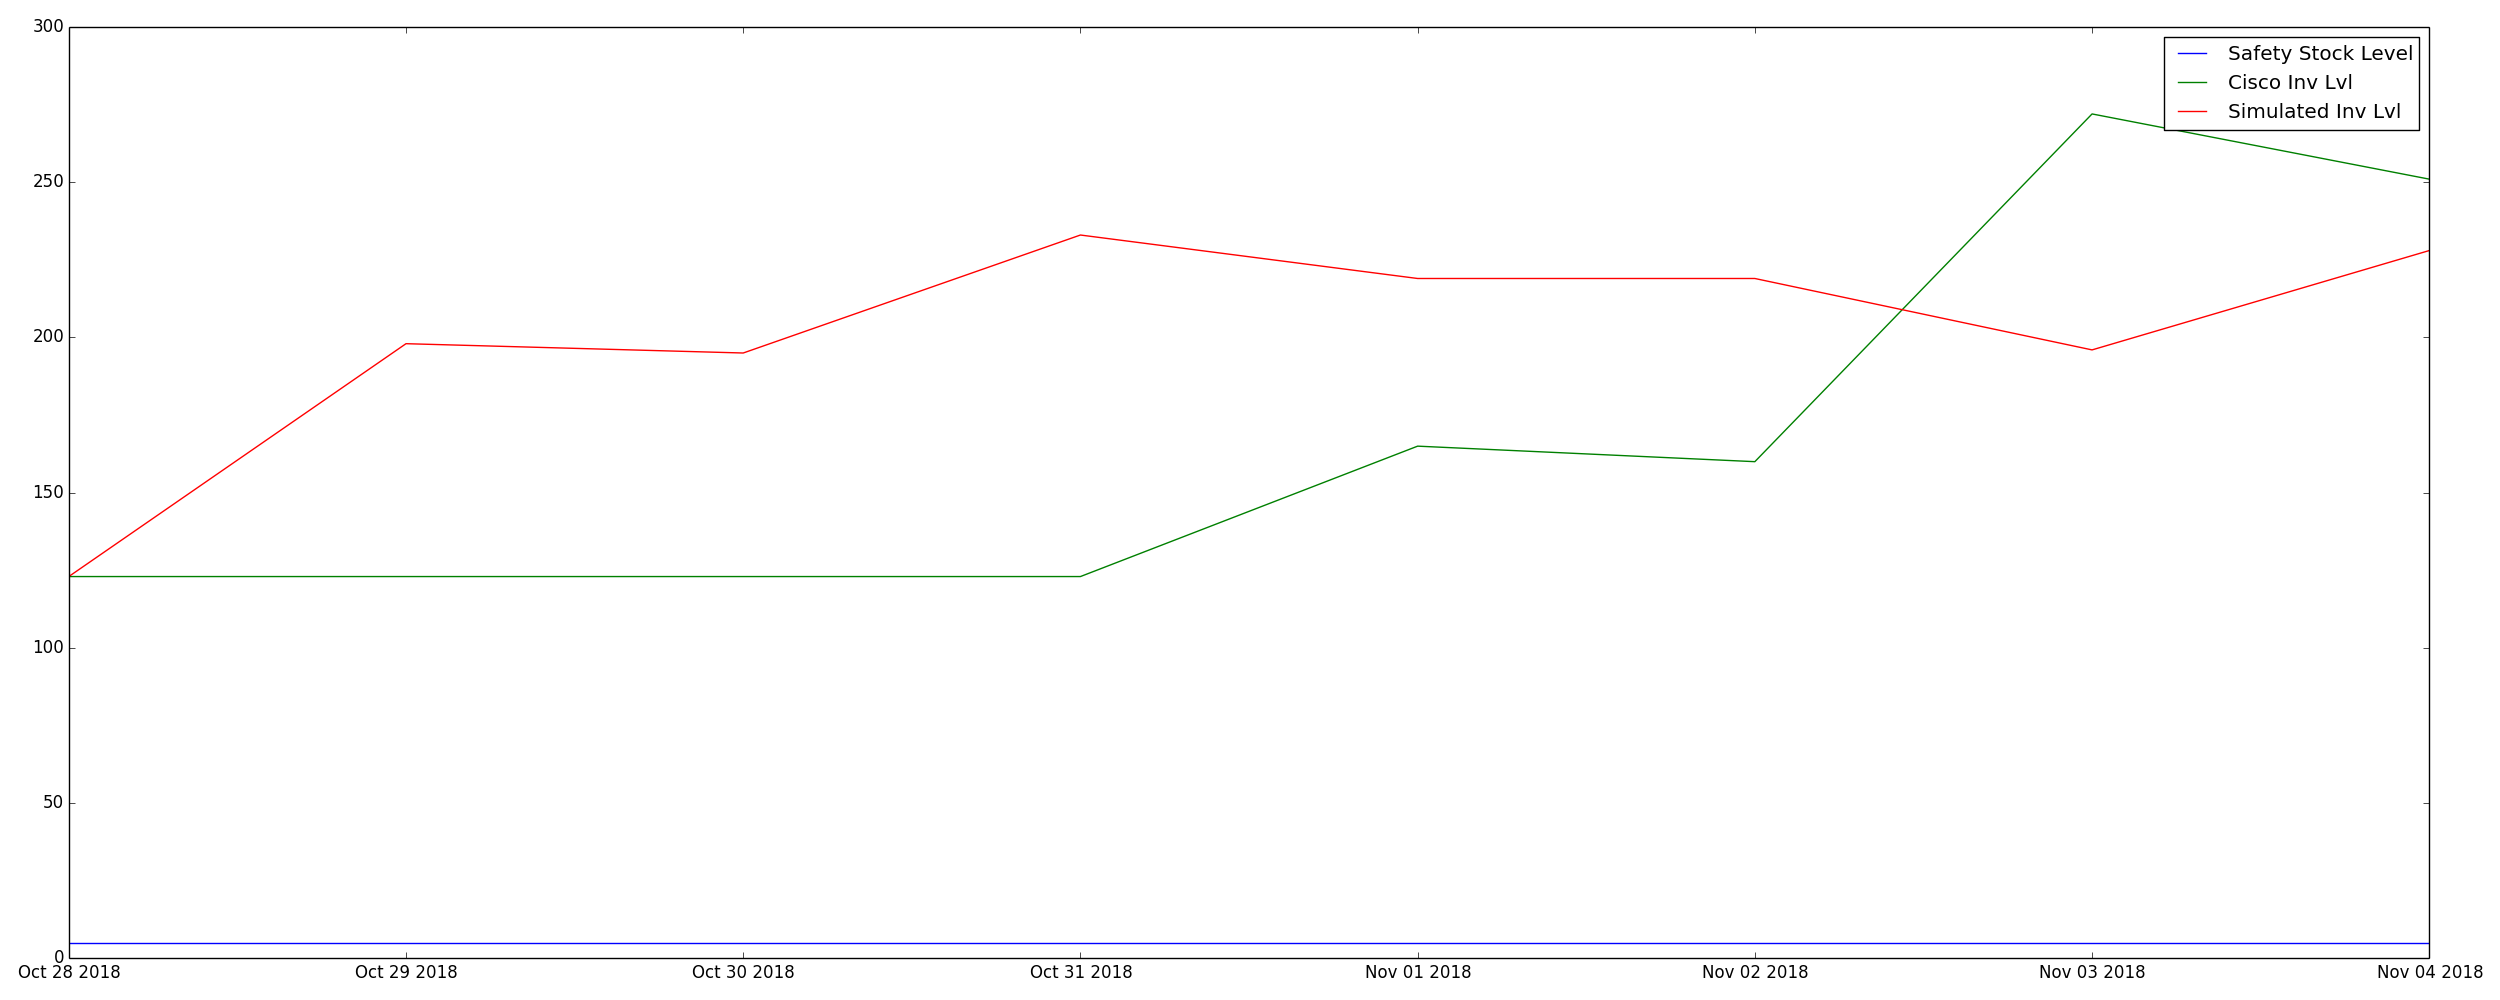 300
250
200
150
100
50
0
Safety Stock Level
Cisco Inv Lvl
Simulated Inv Lvl
Oct 28 2018 Oct 29 2018 Oct 30 2018 Oct 31 2018 Nov 01 2018 Nov 02 2018 Nov 03 2018 Nov 04 2018